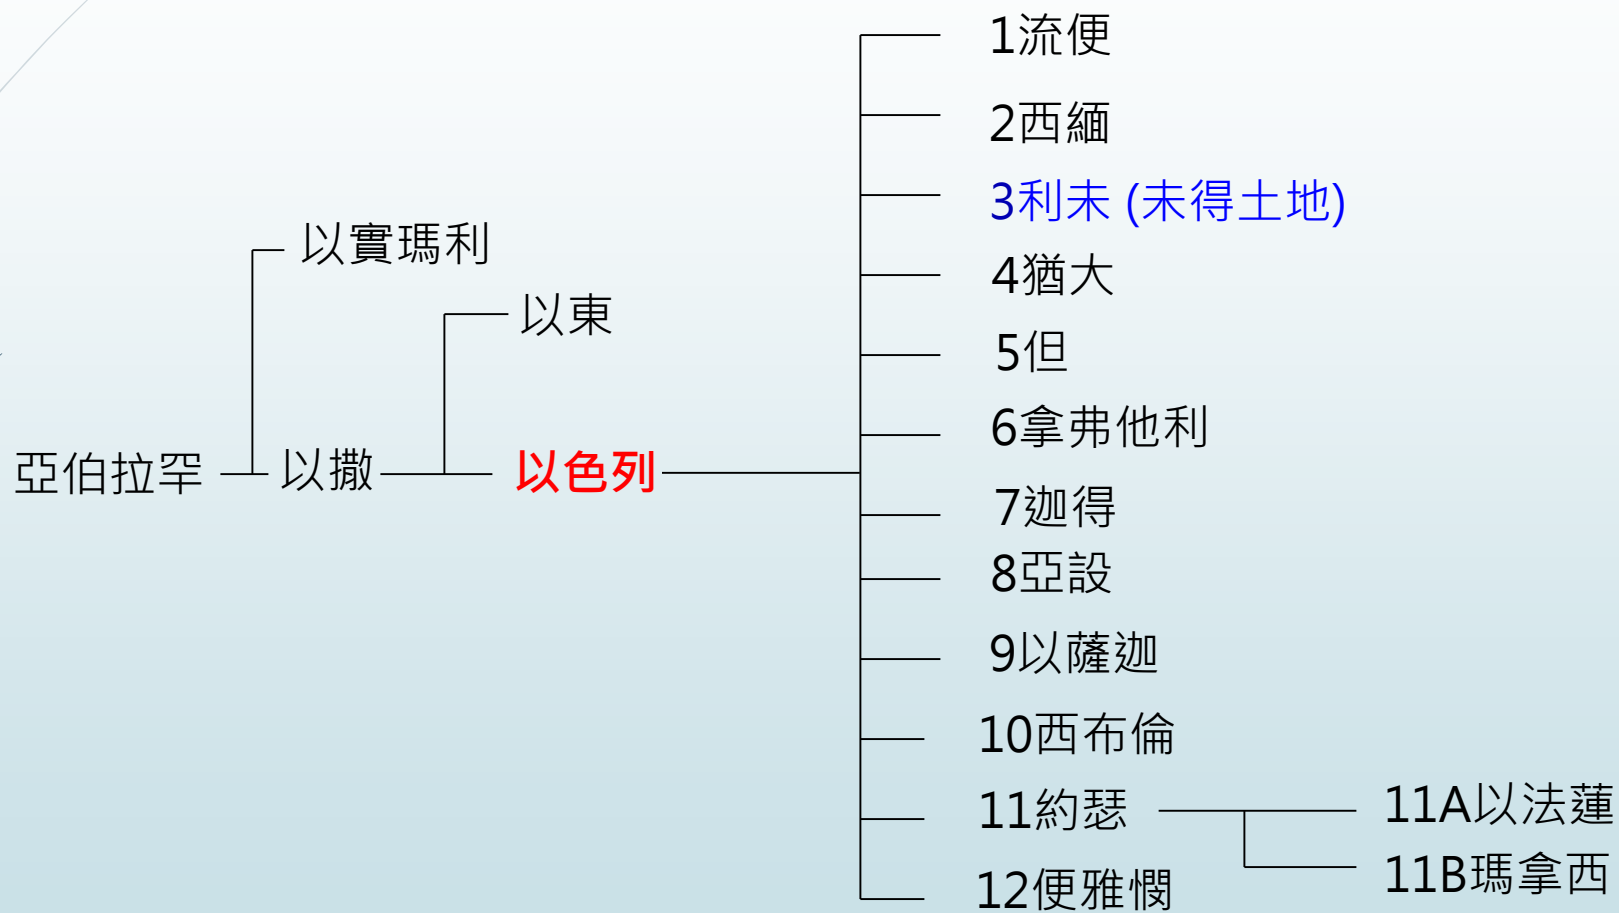 1流便
2西緬
3利未 (未得土地)
以實瑪利
4猶大
以東
5但
6拿弗他利
亞伯拉罕
以撒
以色列
7迦得
8亞設
9以薩迦
10西布倫
11約瑟
11A以法蓮
11B瑪拿西
12便雅憫